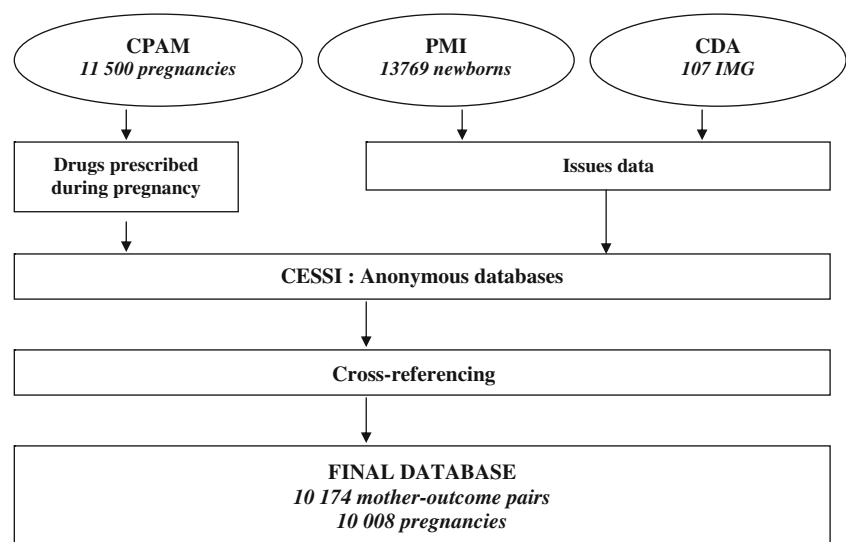 CPAM
11 500 pregnancies
PMI
13769 newborns
CDA
107 IMG
Drugs prescribed
during pregnancy
Issues data
CESSI : Anonymous databases
Cross-referencing
FINAL DATABASE
10 174 mother-outcome pairs
10 008 pregnancies